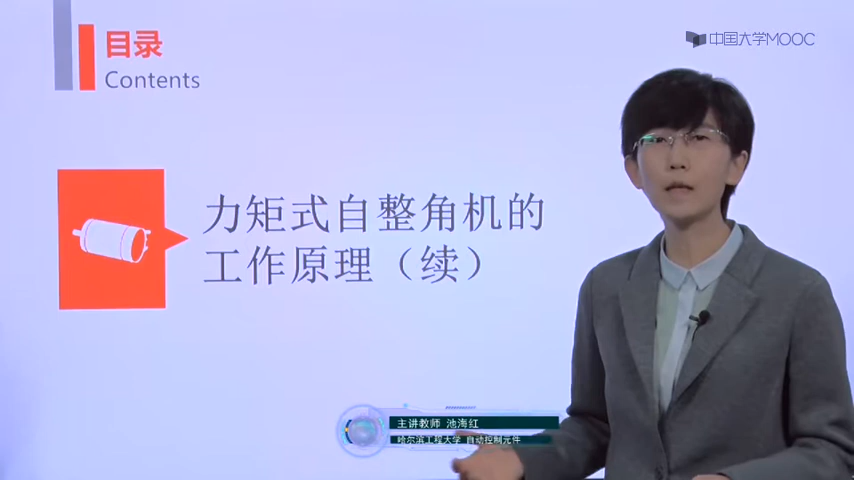 目录
Contents
中国大学MOOC
力矩式自整角机的
工作原理（续）
主讲教师 池海红
哈尔滨工程大学 自动控制元件